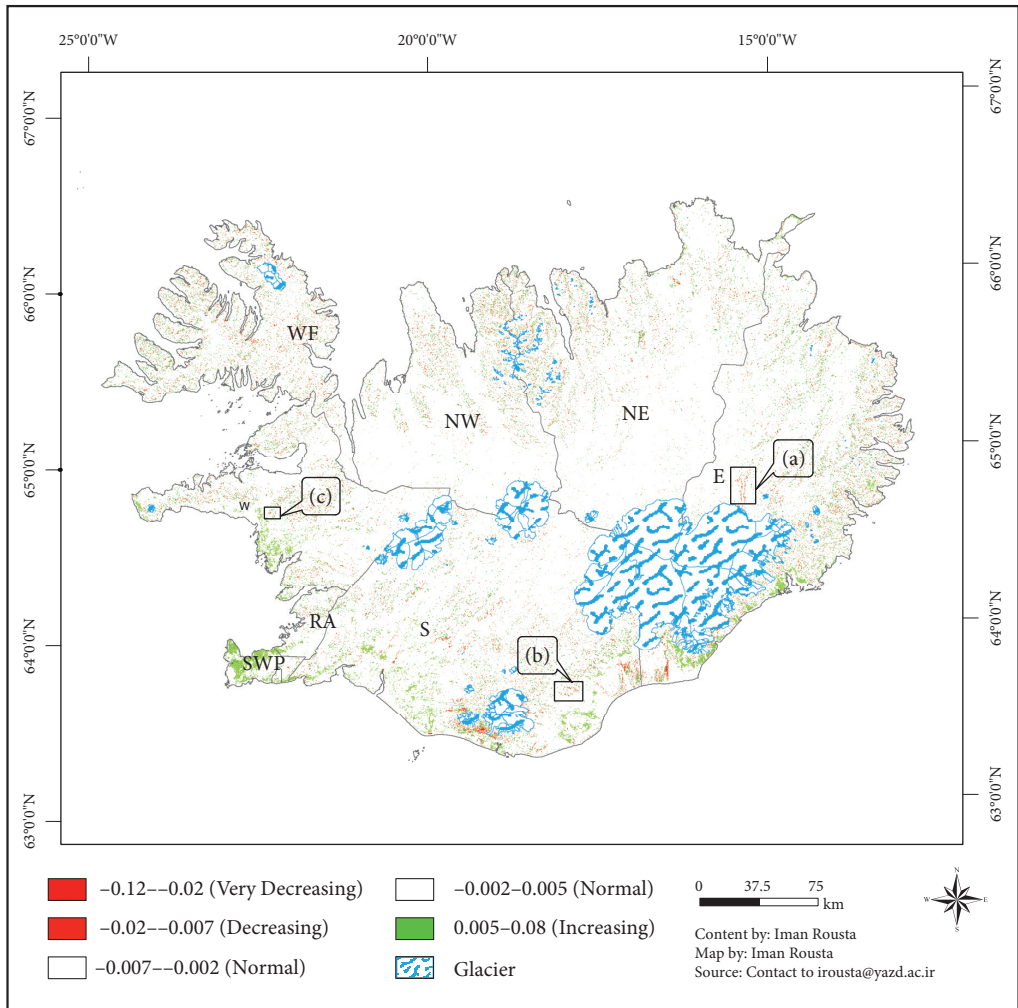 25°0'0"W 20°0'0"W 15°0'0"W
67°0'0"N
67°0'0"N
66°0'0"N
66°0'0"N
65°0'0"N
65°0'0"N
64°0'0"N
64°0'0"N
63°0'0"N
63°0'0"N
WF
NW
NE
E
(a)
W
(c)
RA
S
SWP
(b)
–0.12––0.02 (Very Decreasing)
–0.02––0.007 (Decreasing)
–0.007––0.002 (Normal)
–0.002–0.005 (Normal)
0.005–0.08 (Increasing)
Glacier
0 37.5 75
km
N
W E
S
Content by: Iman Rousta
Map by: Iman Rousta
Source: Contact to irousta@yazd.ac.ir